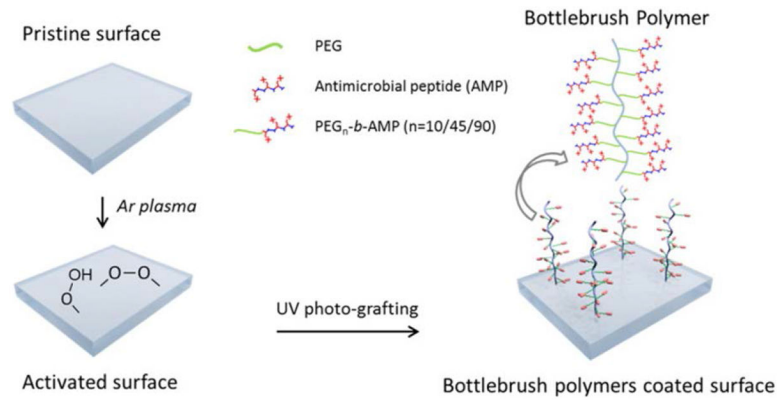 Pristine surface
Ar plasma
OH
O
O–O
Activated surface
PEG
Antimicrobial peptide (AMP)
PEGₙ-b-AMP (n=10/45/90)
UV photo-grafting
Bottlebrush Polymer
Bottlebrush polymers coated surface